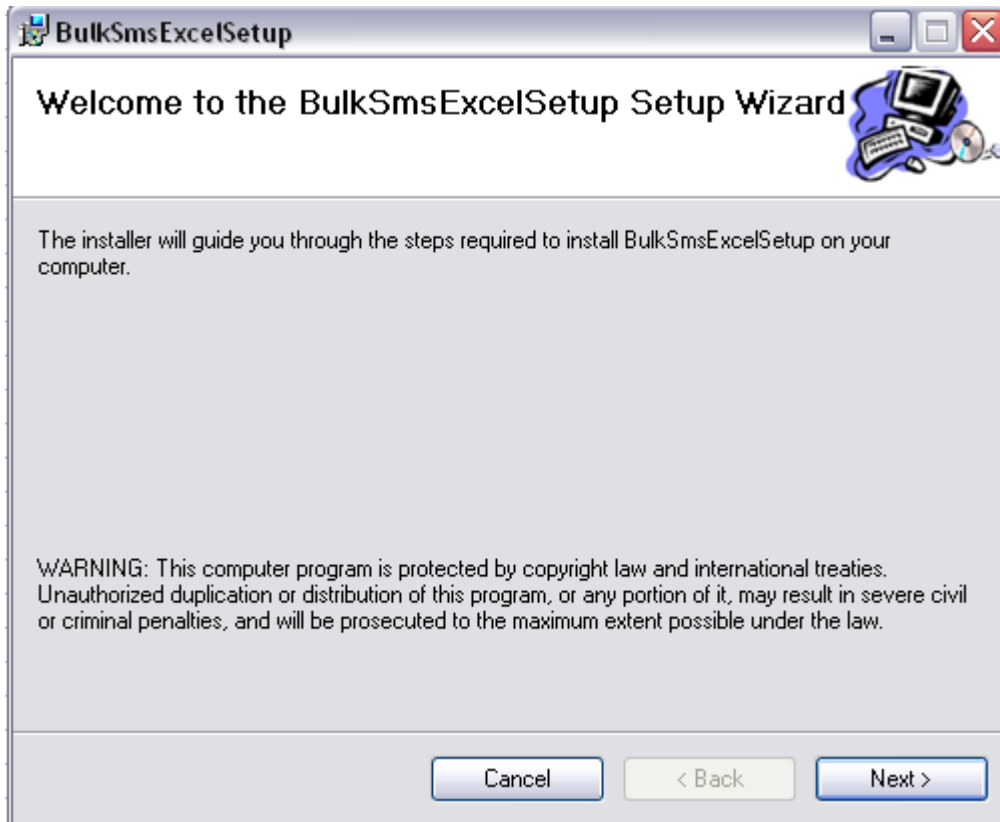 BulkSmsExcelSetup
Welcome to the BulkSmsExcelSetup Setup Wizard
The installer will guide you through the steps required to install BulkSmsExcelSetup on your
computer.
WARNING: This computer program is protected by copyright law and international treaties.
Unauthorized duplication or distribution of this program, or any portion of it, may result in severe civil
or criminal penalties, and will be prosecuted to the maximum extent possible under the law.
Cancel
< Back
Next >